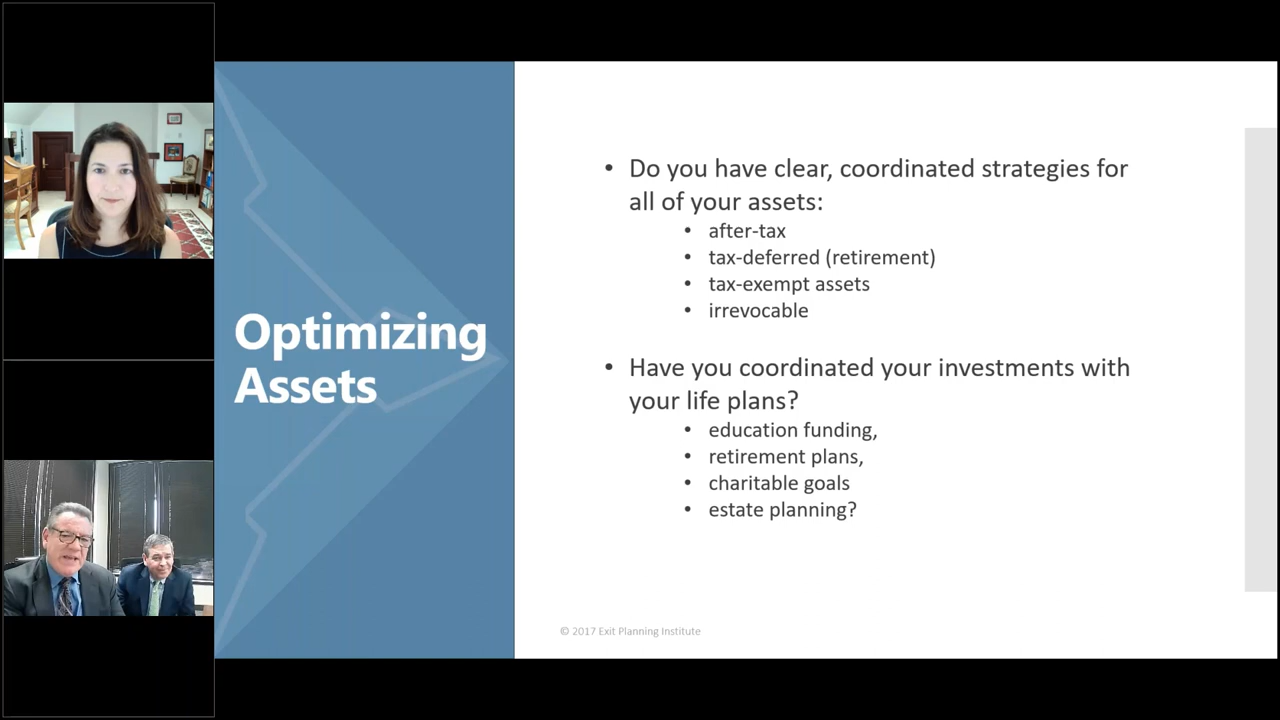 Optimizing
Assets
• Do you have clear, coordinated strategies for
all of your assets:
• after-tax
• tax-deferred (retirement)
• tax-exempt assets
• irrevocable
• Have you coordinated your investments with
your life plans?
• education funding,
• retirement plans,
• charitable goals
• estate planning?
© 2017 Exit Planning Institute